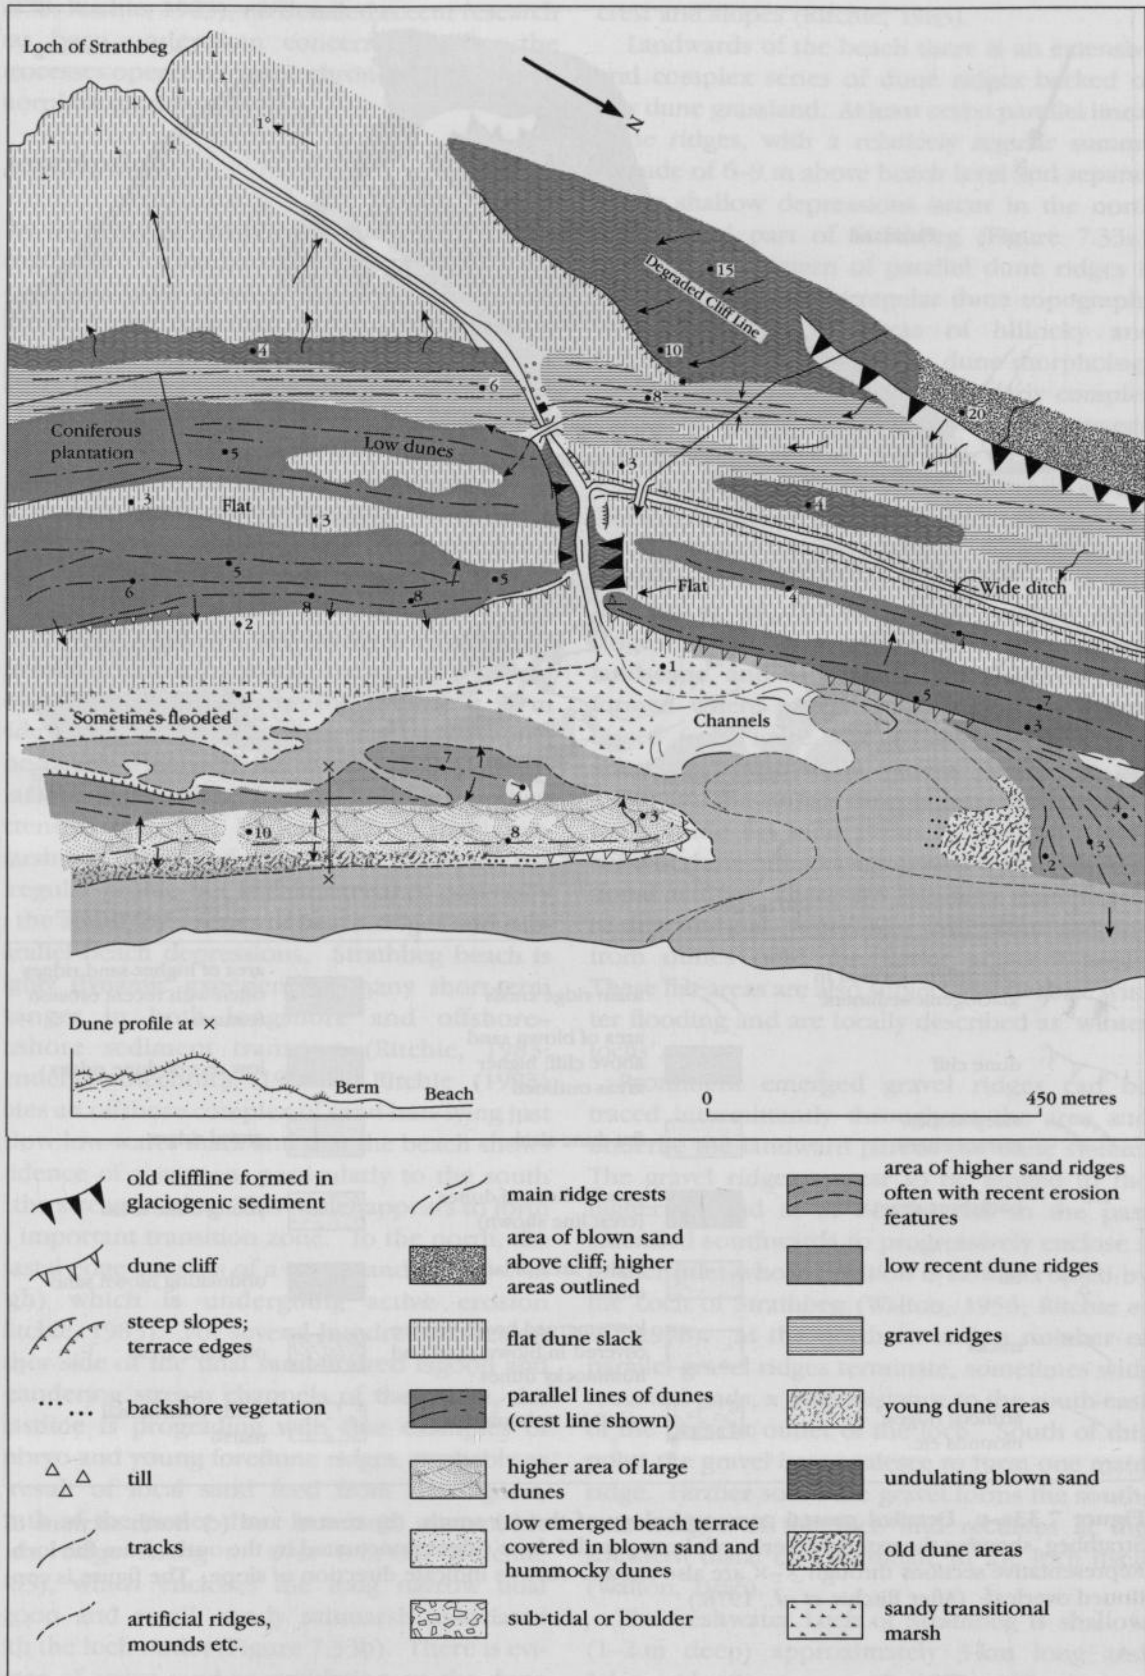 Loch of Strathbeg
N
1°
15
Degraded Cliff Line
10
4
6
8
20
Coniferous
plantation
5
Low dunes
3
4
3
Flat
3
5
6
8
8
5
Flat
4
Wide ditch
4
2
1
1
5
7
3
Sometimes flooded
Channels
7
4
10
8
3
4
3
2
Dune profile at ×
Berm
Beach
0
450 metres
old cliffline formed in
glaciogenic sediment
dune cliff
steep slopes;
terrace edges
backshore vegetation
till
tracks
artificial ridges,
mounds etc.
main ridge crests
area of blown sand
above cliff; higher
areas outlined
flat dune slack
parallel lines of dunes
(crest line shown)
higher area of large
dunes
low emerged beach terrace
covered in blown sand and
hummocky dunes
sub-tidal or boulder
area of higher sand ridges
often with recent erosion
features
low recent dune ridges
gravel ridges
young dune areas
undulating blown sand
old dune areas
sandy transitional
marsh